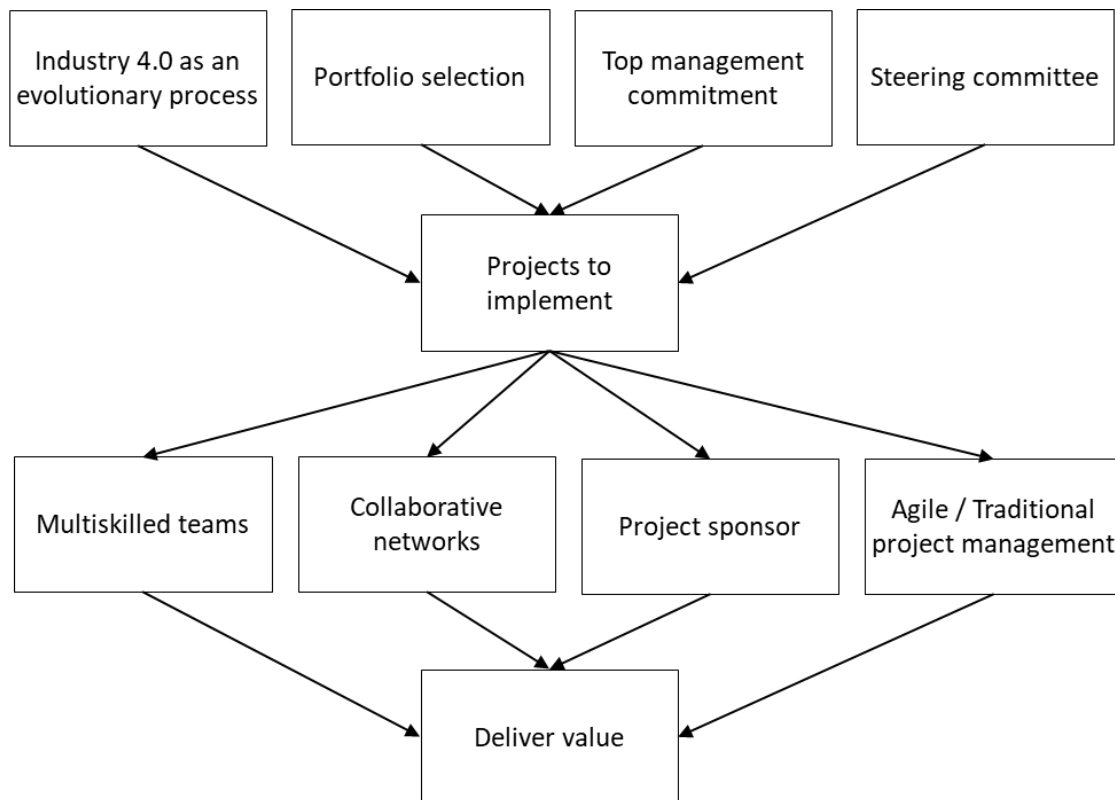 Industry 4.0 as an
evolutionary process
Portfolio selection
Top management
commitment
Steering committee
Projects to
implement
Multiskilled teams
Collaborative
networks
Project sponsor
Agile / Traditional
project management
Deliver value